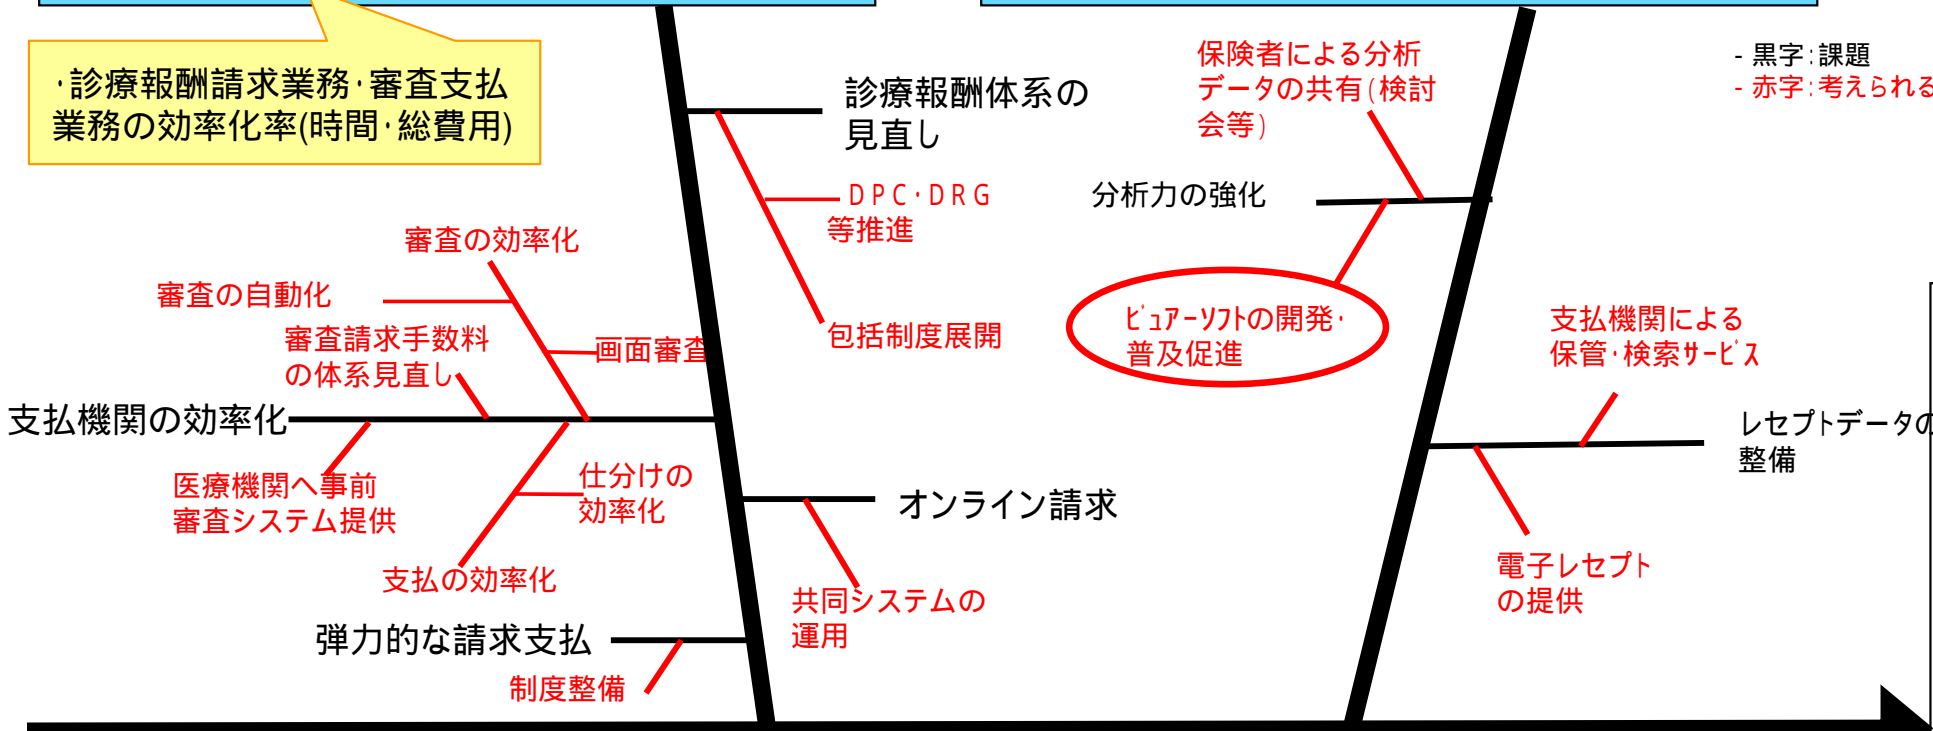 ･診療報酬請求業務･審査支払
業務の効率化率(時間･総費用)
診療報酬体系の
見直し
ＤＰＣ･ＤＲＧ
等推進
包括制度展開
審査の効率化
審査の自動化
画面審査
審査請求手数料
の体系見直し
支払機関の効率化
医療機関へ事前
審査システム提供
仕分けの
効率化
支払の効率化
オンライン請求
共同システムの
運用
弾力的な請求支払
制度整備
保険者による分析
データの共有(検討
会等)
分析力の強化
ﾋﾞｭｱｰｿﾌﾄの開発･
普及促進
支払機関による
保管･検索ｻｰﾋﾞｽ
レセプトデータの
整備
電子レセプト
の提供
- 黒字:課題
- 赤字:考えられる